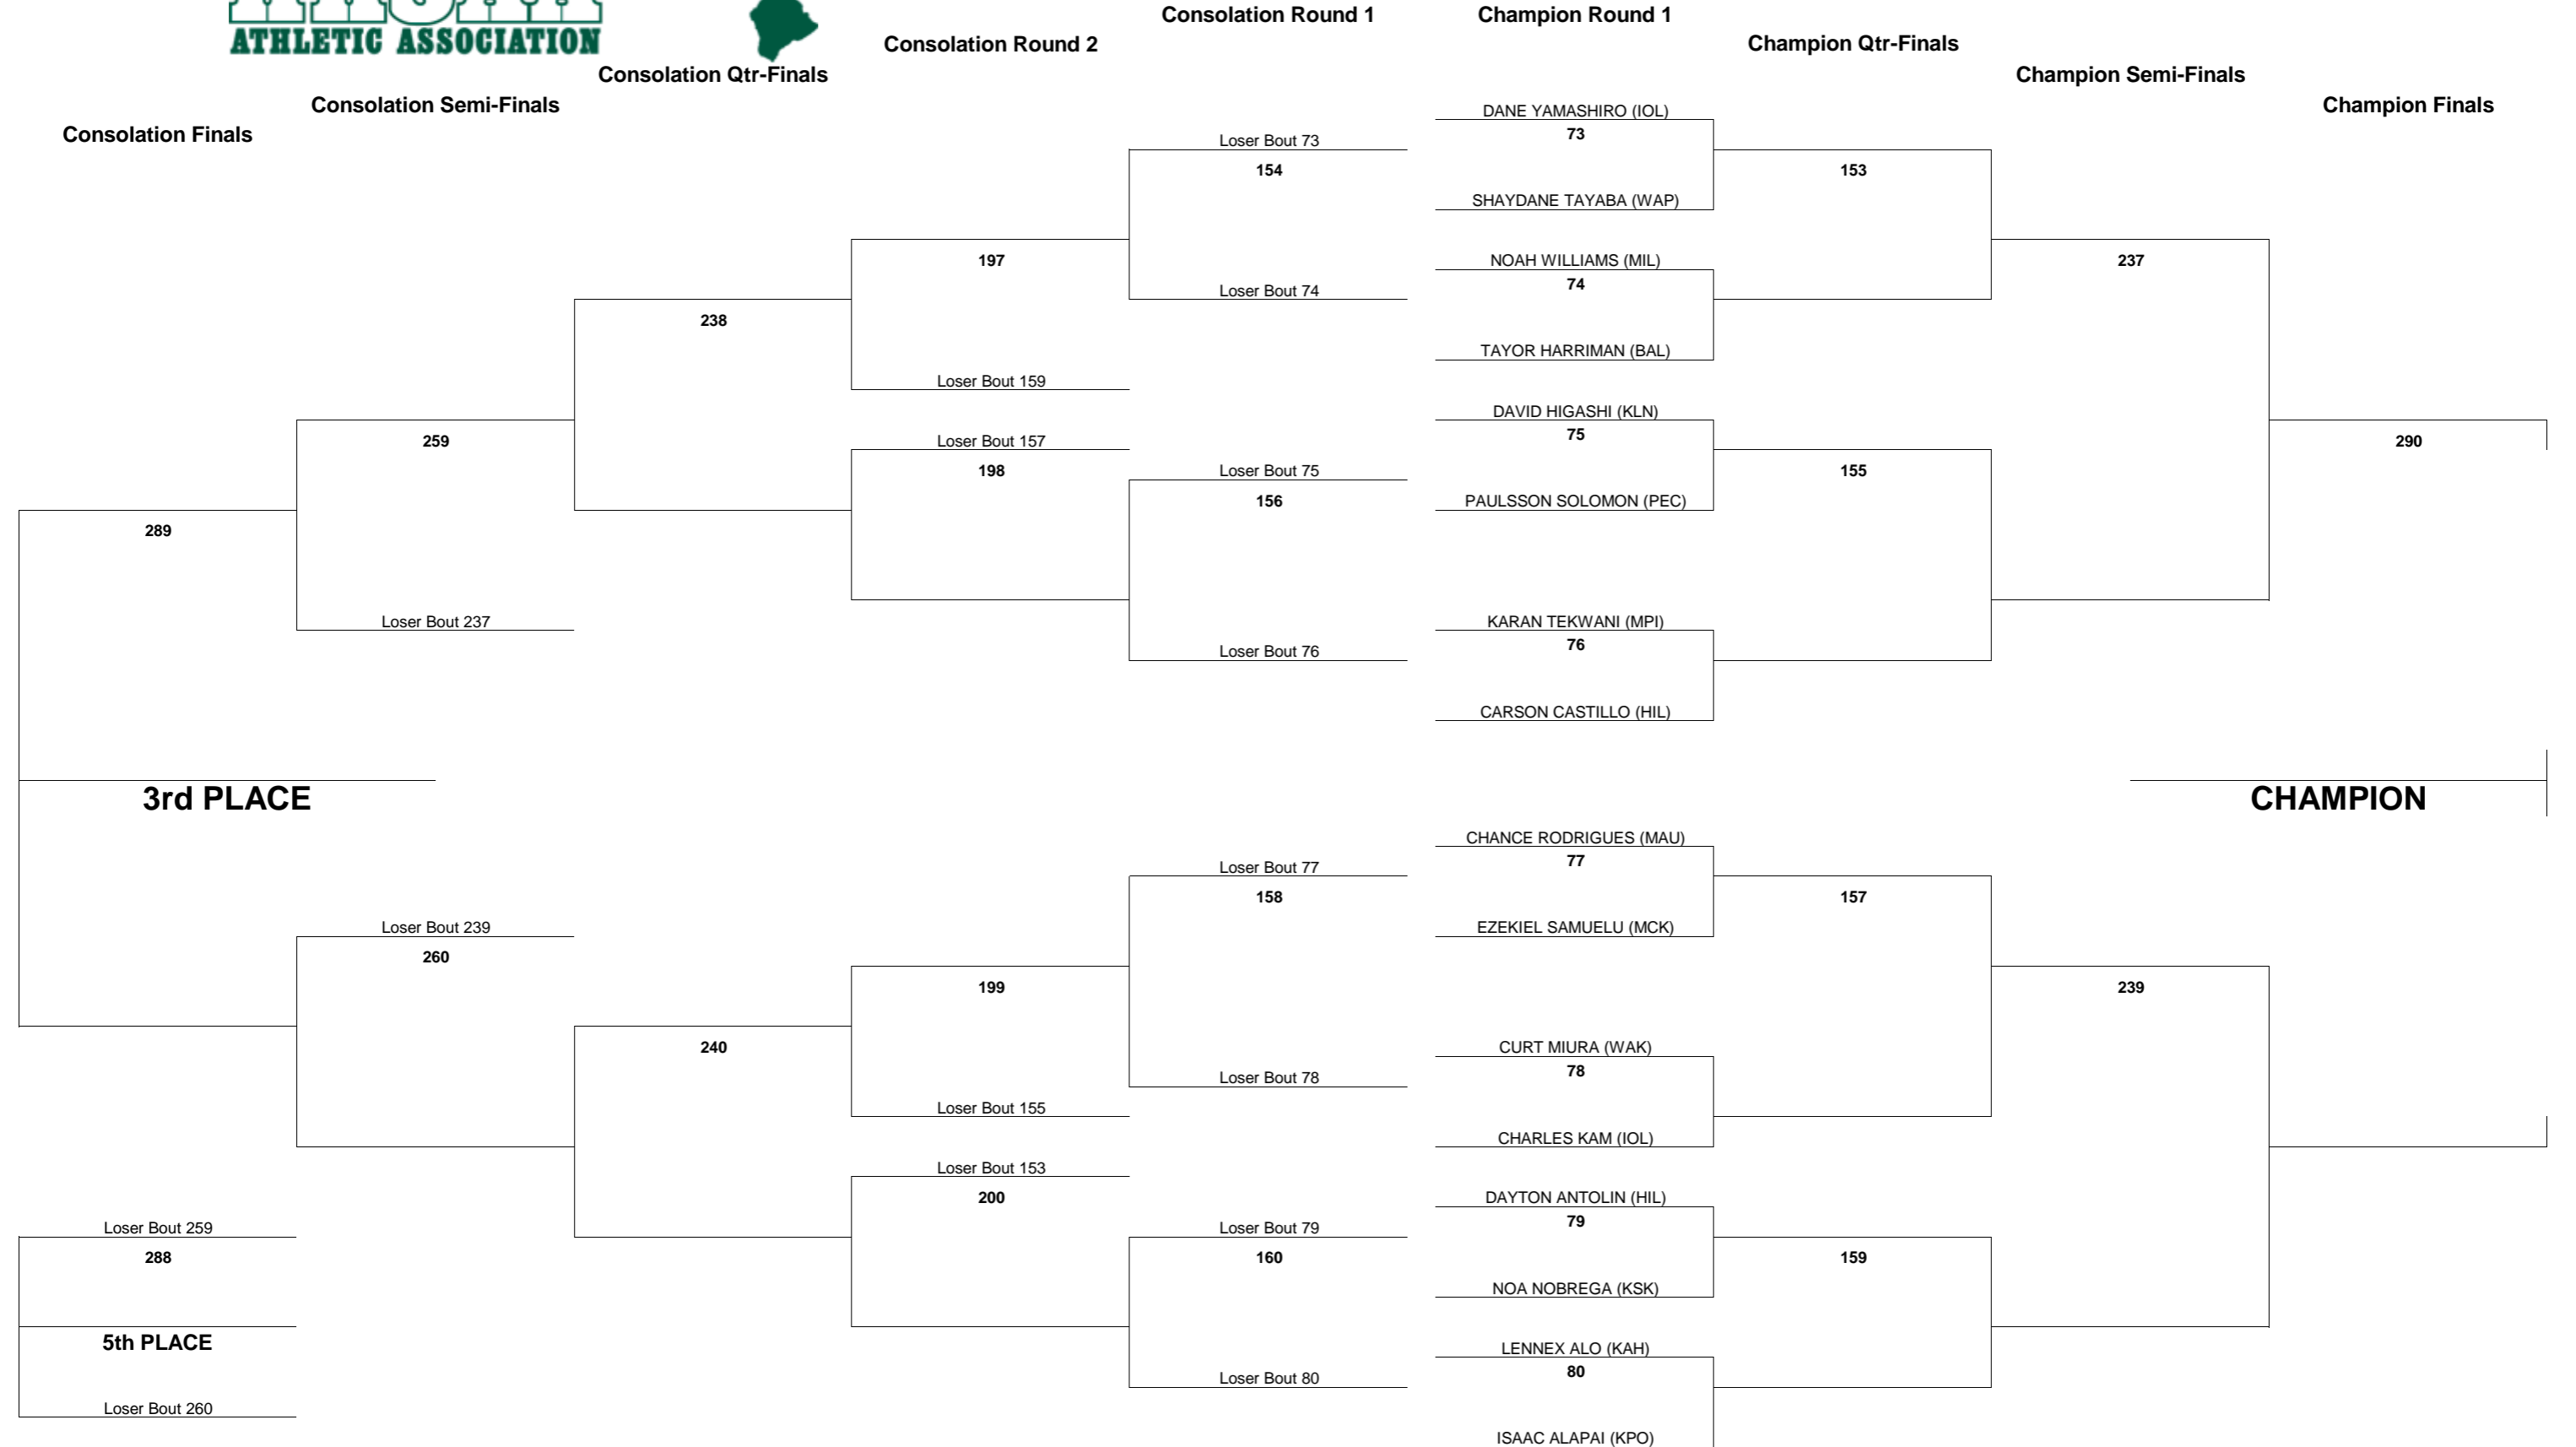 ATHLETIC ASSOCIATION
Consolation Round 1
Champion Round 1
Consolation Round 2
Champion Qtr-Finals
Consolation Qtr-Finals
Champion Semi-Finals
Consolation Semi-Finals
Champion Finals
Consolation Finals
DANE YAMASHIRO (IOL)
73
Loser Bout 73
154
153
SHAYDANE TAYABA (WAP)
197
NOAH WILLIAMS (MIL)
237
74
Loser Bout 74
238
TAYOR HARRIMAN (BAL)
Loser Bout 159
DAVID HIGASHI (KLN)
75
259
Loser Bout 157
290
198
Loser Bout 75
155
156
PAULSSON SOLOMON (PEC)
289
Loser Bout 237
KARAN TEKWANI (MPI)
76
Loser Bout 76
CARSON CASTILLO (HIL)
3rd PLACE
CHAMPION
CHANCE RODRIGUES (MAU)
77
Loser Bout 77
158
157
Loser Bout 239
EZEKIEL SAMUELU (MCK)
260
199
239
240
CURT MIURA (WAK)
78
Loser Bout 78
Loser Bout 155
CHARLES KAM (IOL)
Loser Bout 153
200
DAYTON ANTOLIN (HIL)
79
Loser Bout 259
Loser Bout 79
288
160
159
NOA NOBREGA (KSK)
5th PLACE
LENNEX ALO (KAH)
80
Loser Bout 80
Loser Bout 260
ISAAC ALAPAI (KPO)